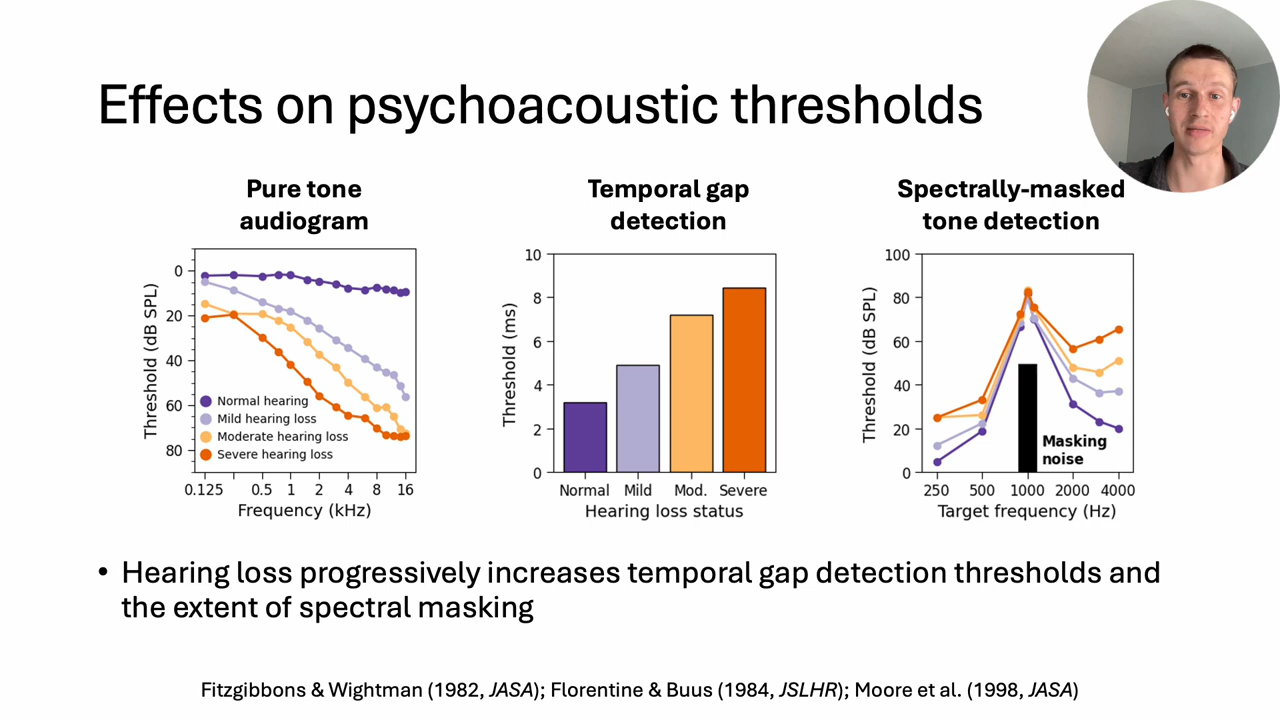 Effects on psychoacoustic thresholds
Pure tone
audiogram
Threshold (dB SPL)
0
20
40
60
80
Normal hearing
Mild hearing loss
Moderate hearing loss
Severe hearing loss
0.125 0.5 1 2 4 8 16
Frequency (kHz)
Temporal gap
detection
Threshold (ms)
10
8
6
4
2
0
Normal Mild Mod. Severe
Hearing loss status
Spectrally-masked
tone detection
Threshold (dB SPL)
100
80
60
40
20
0
Masking
noise
250 500 1000 2000 4000
Target frequency (Hz)
• Hearing loss progressively increases temporal gap detection thresholds and
the extent of spectral masking
Fitzgibbons & Wightman (1982, JASA); Florentine & Buus (1984, JSLHR); Moore et al. (1998, JASA)